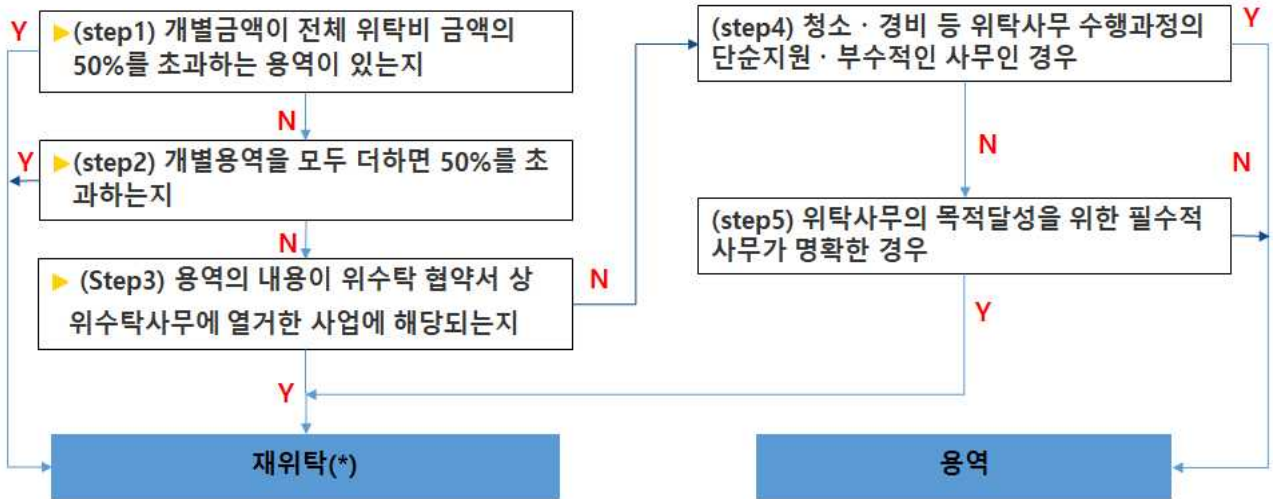 Y
▶(step1) 개별금액이 전체 위탁비 금액의
50%를 초과하는 용역이 있는지
N
Y
▶(step2) 개별용역을 모두 더하면 50%를 초
과하는지
N
▶ (Step3) 용역의 내용이 위수탁 협약서 상
위수탁사무에 열거한 사업에 해당되는지
N
Y
(step4) 청소 · 경비 등 위탁사무 수행과정의
단순지원 · 부수적인 사무인 경우
Y
N
N
(step5) 위탁사무의 목적달성을 위한 필수적
사무가 명확한 경우
Y
재위탁(*)
용역